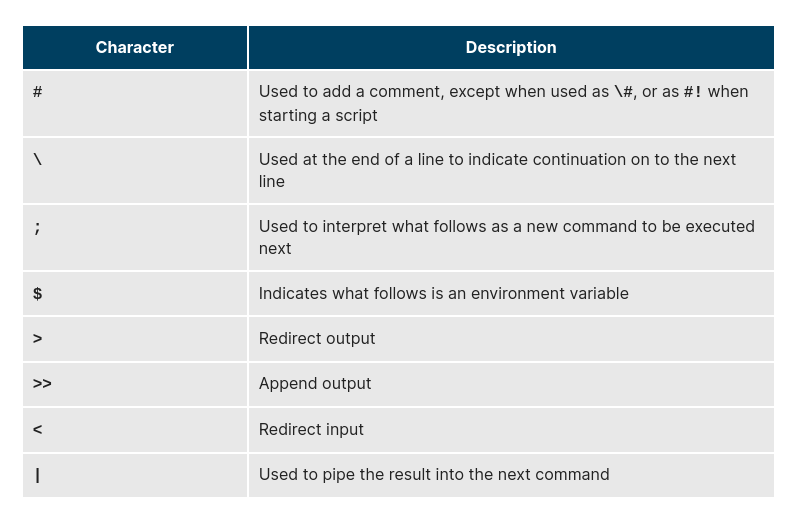 Character Description
# Used to add a comment, except when used as \#, or as #! when
starting a script
\ Used at the end of a line to indicate continuation on to the next
line
; Used to interpret what follows as a new command to be executed
next
$ Indicates what follows is an environment variable
> Redirect output
>> Append output
< Redirect input
| Used to pipe the result into the next command